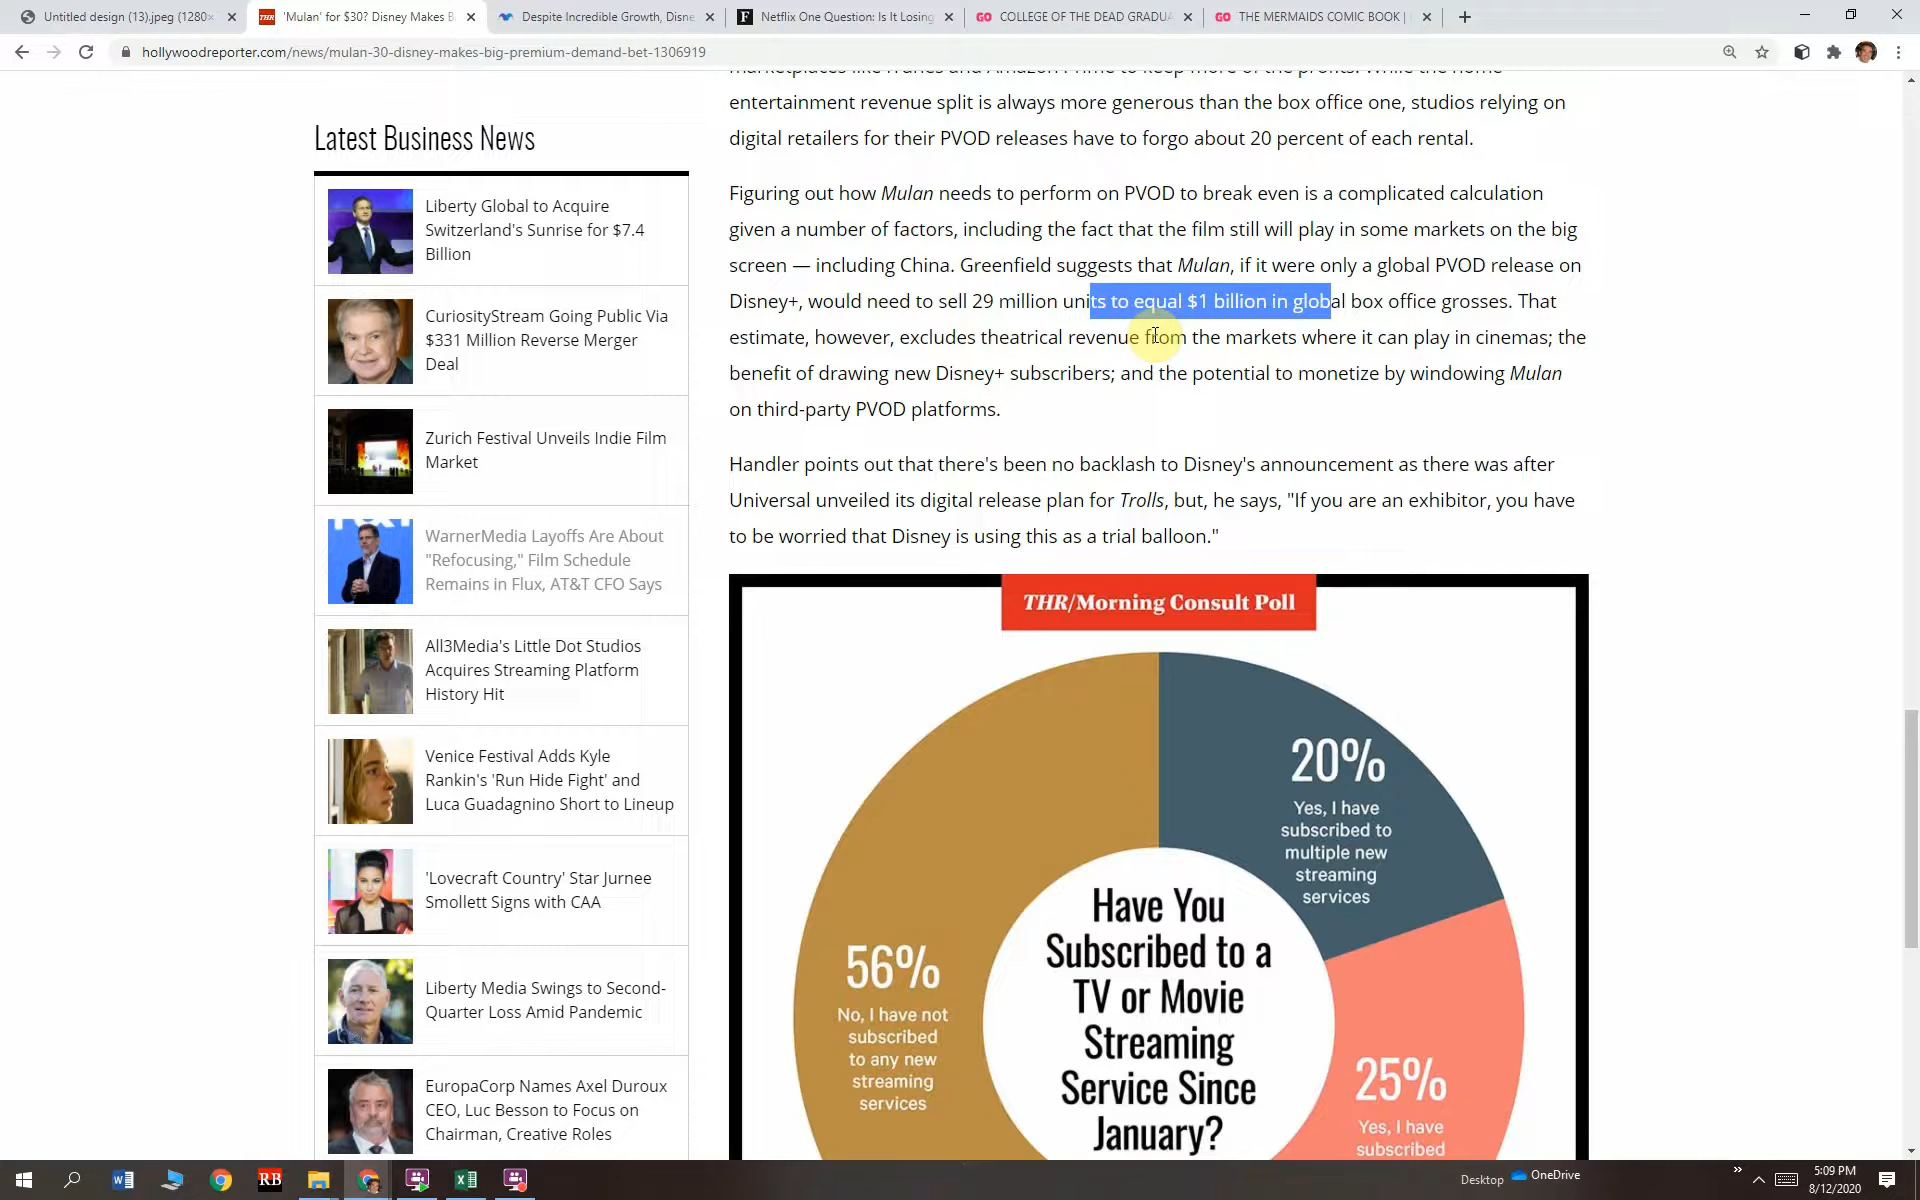 Untitled design (13).jpeg (1280×
'Mulan' for $30? Disney Makes B
Despite Incredible Growth, Disne
Netflix One Question: Is It Losing
COLLEGE OF THE DEAD GRADUA
THE MERMAIDS COMIC BOOK |
hollywoodreporter.com/news/mulan-30-disney-makes-big-premium-demand-bet-1306919
Latest Business News
Liberty Global to Acquire
Switzerland's Sunrise for $7.4
Billion
CuriosityStream Going Public Via
$331 Million Reverse Merger
Deal
Zurich Festival Unveils Indie Film
Market
WarnerMedia Layoffs Are About
"Refocusing," Film Schedule
Remains in Flux, AT&T CFO Says
All3Media's Little Dot Studios
Acquires Streaming Platform
History Hit
Venice Festival Adds Kyle
Rankin's 'Run Hide Fight' and
Luca Guadagnino Short to Lineup
'Lovecraft Country' Star Jurnee
Smollett Signs with CAA
Liberty Media Swings to Second-
Quarter Loss Amid Pandemic
EuropaCorp Names Axel Duroux
CEO, Luc Besson to Focus on
Chairman, Creative Roles
marketplaces like iTunes and Amazon Prime to keep more of the profits. While the home
entertainment revenue split is always more generous than the box office one, studios relying on
digital retailers for their PVOD releases have to forgo about 20 percent of each rental.
Figuring out how Mulan needs to perform on PVOD to break even is a complicated calculation
given a number of factors, including the fact that the film still will play in some markets on the big
screen — including China. Greenfield suggests that Mulan, if it were only a global PVOD release on
Disney+, would need to sell 29 million units to equal $1 billion in global box office grosses. That
estimate, however, excludes theatrical revenue from the markets where it can play in cinemas; the
benefit of drawing new Disney+ subscribers; and the potential to monetize by windowing Mulan
on third-party PVOD platforms.
Handler points out that there's been no backlash to Disney's announcement as there was after
Universal unveiled its digital release plan for Trolls, but, he says, "If you are an exhibitor, you have
to be worried that Disney is using this as a trial balloon."
THR/Morning Consult Poll
20%
Yes, I have
subscribed to
multiple new
streaming
services
Have You
Subscribed to a
TV or Movie
Streaming
Service Since
January?
56%
No, I have not
subscribed
to any new
streaming
services
25%
Yes, I have
subscribed
RB
Desktop
OneDrive
5:09 PM
8/12/2020